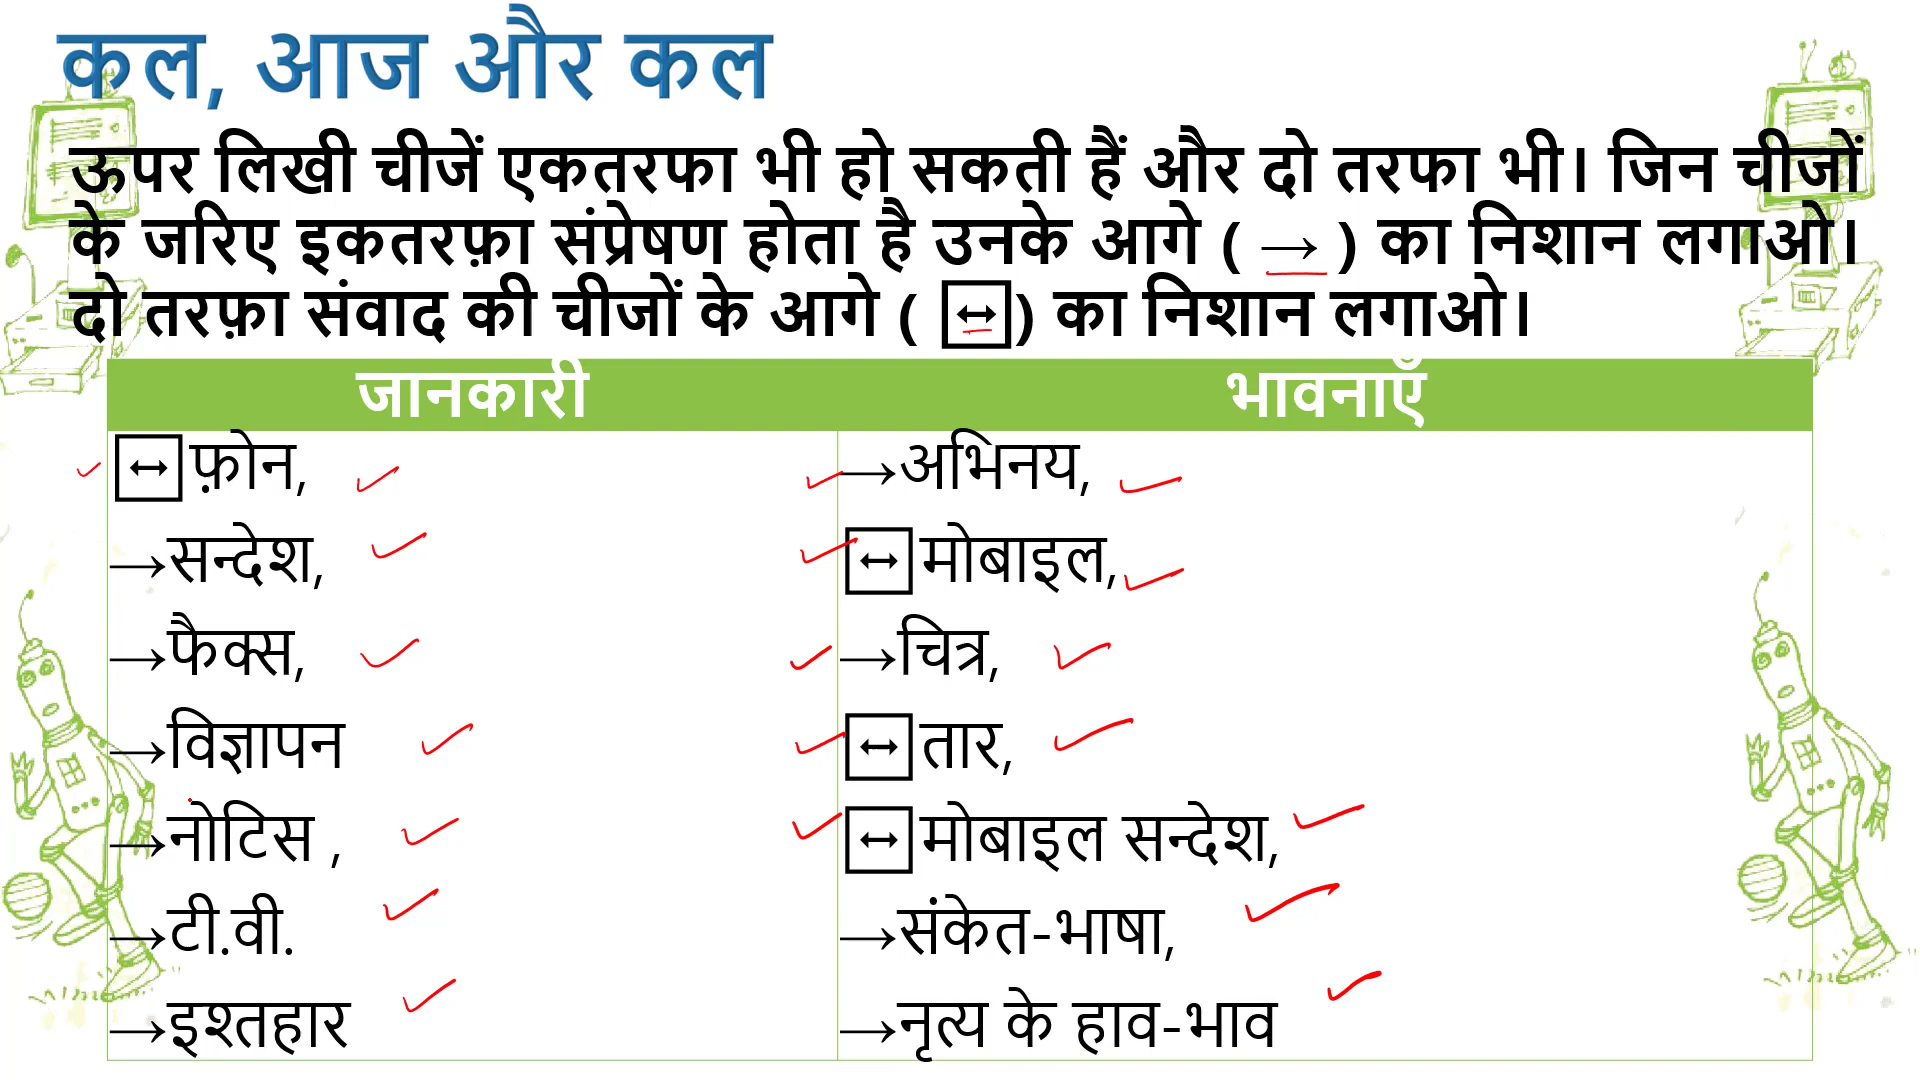 कल, आज और कल
ऊपर लिखी चीजें एकतरफा भी हो सकती हैं और दो तरफा भी। जिन चीजों
के जरिए इकतरफ़ा संप्रेषण होता है उनके आगे ( → ) का निशान लगाओ।
दो तरफ़ा संवाद की चीजों के आगे ( ↔ ) का निशान लगाओ।
जानकारी
भावनाएँ
↔ फ़ोन,
→सन्देश,
→फैक्स,
→विज्ञापन
→नोटिस ,
→टी.वी.
→इश्तहार
→अभिनय,
↔ मोबाइल,
→चित्र,
↔ तार,
↔ मोबाइल सन्देश,
→संकेत-भाषा,
→नृत्य के हाव-भाव